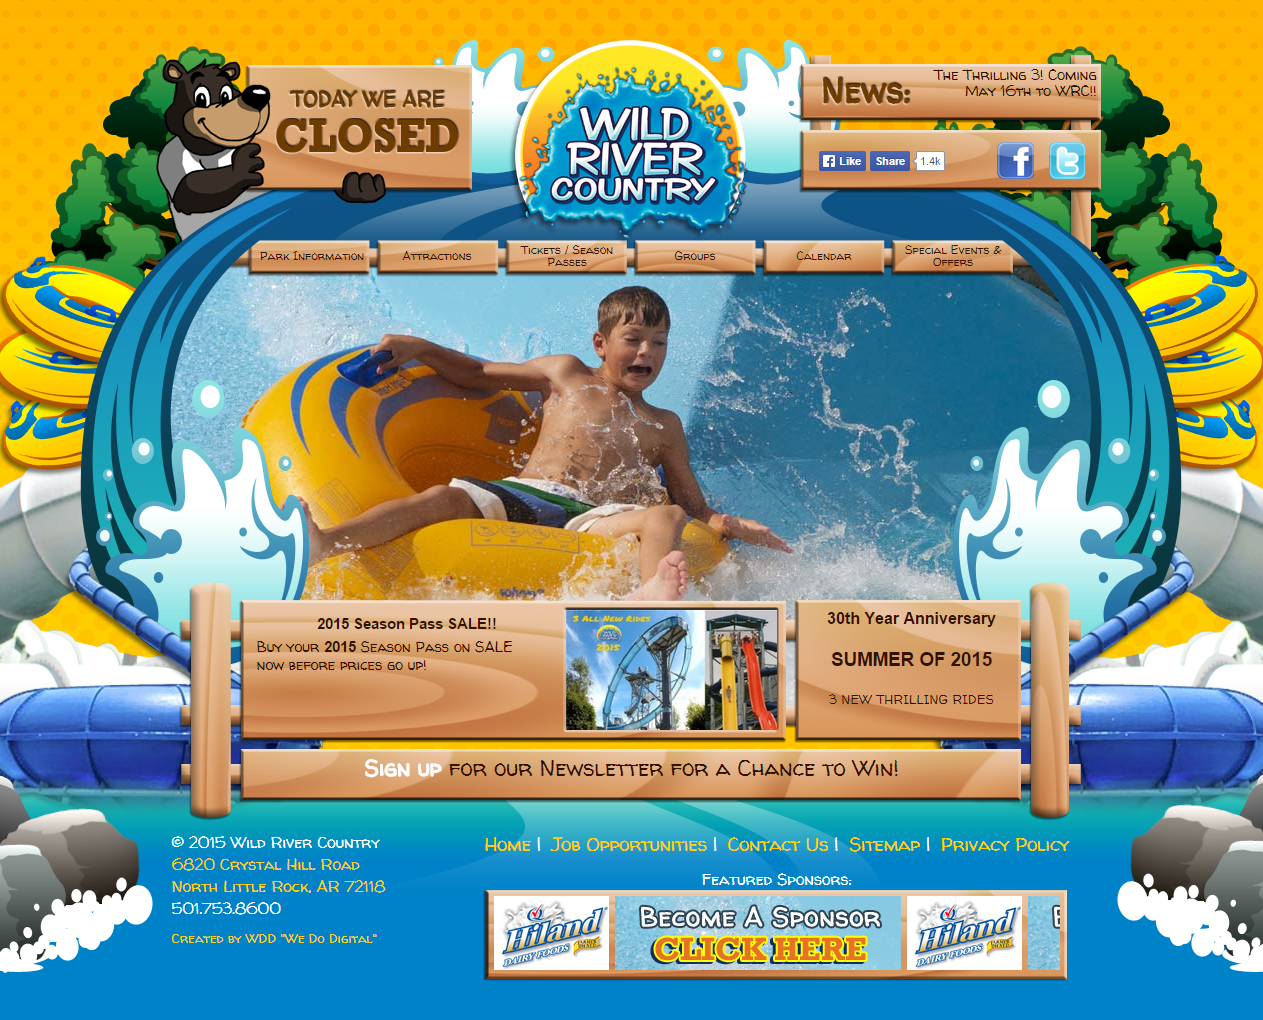 TODAY WE ARE
CLOSED
WILD
RIVER
COUNTRY
News:
The Thrilling 3! Coming
May 16th to WRC!!
Like
Share
1.4k
Park Information
Attractions
Tickets / Season
Passes
Groups
Calendar
Special Events &
Offers
2015 Season Pass SALE!!
Buy your 2015 Season Pass on SALE
now before prices go up!
3 All New Rides
2015
30th Year Anniversary
SUMMER OF 2015
3 NEW THRILLING RIDES
Sign up for our Newsletter for a Chance to Win!
© 2015 Wild River Country
6820 Crystal Hill Road
North Little Rock, AR 72118
501.753.8600
Created by WDD "We Do Digital"
Home | Job Opportunities | Contact Us | Sitemap | Privacy Policy
Featured Sponsors:
Hiland
DAIRY FOODS
Become A Sponsor
CLICK HERE
Hiland
DAIRY FOODS